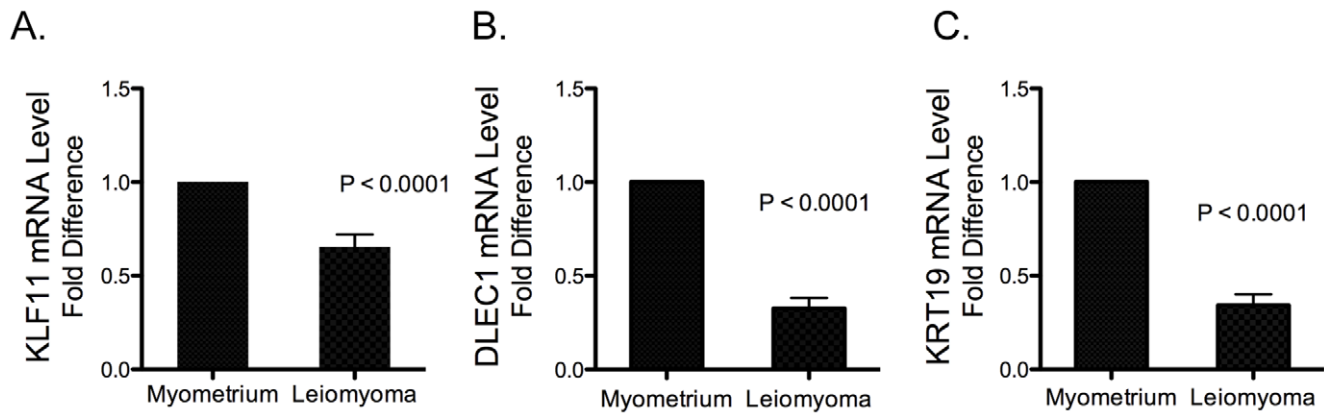 A.
KLF11 mRNA Level
Fold Difference
1.5
1.0
0.5
0.0
P < 0.0001
Myometrium Leiomyoma
B.
DLEC1 mRNA Level
Fold Difference
1.5
1.0
0.5
0.0
P < 0.0001
Myometrium Leiomyoma
C.
KRT19 mRNA Level
Fold Difference
1.5
1.0
0.5
0.0
P < 0.0001
Myometrium Leiomyoma